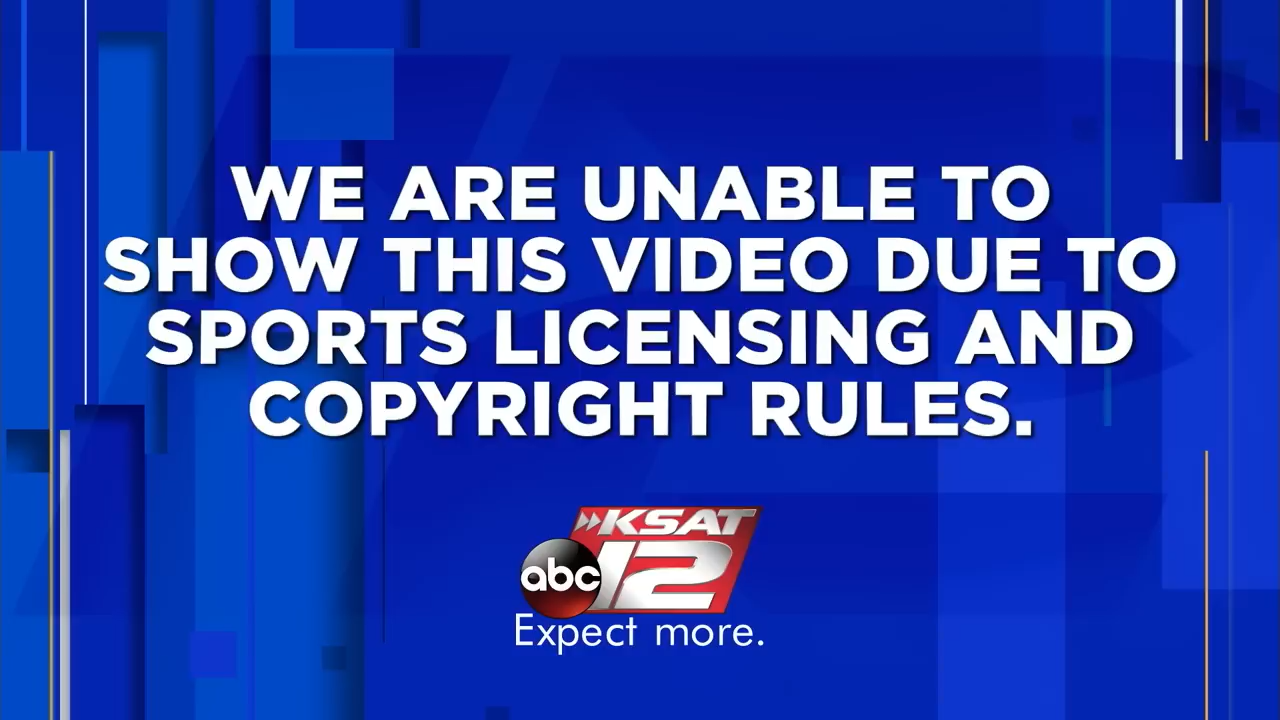 WE ARE UNABLE TO
SHOW THIS VIDEO DUE TO
SPORTS LICENSING AND
COPYRIGHT RULES.
KSAT
abc 12
Expect more.